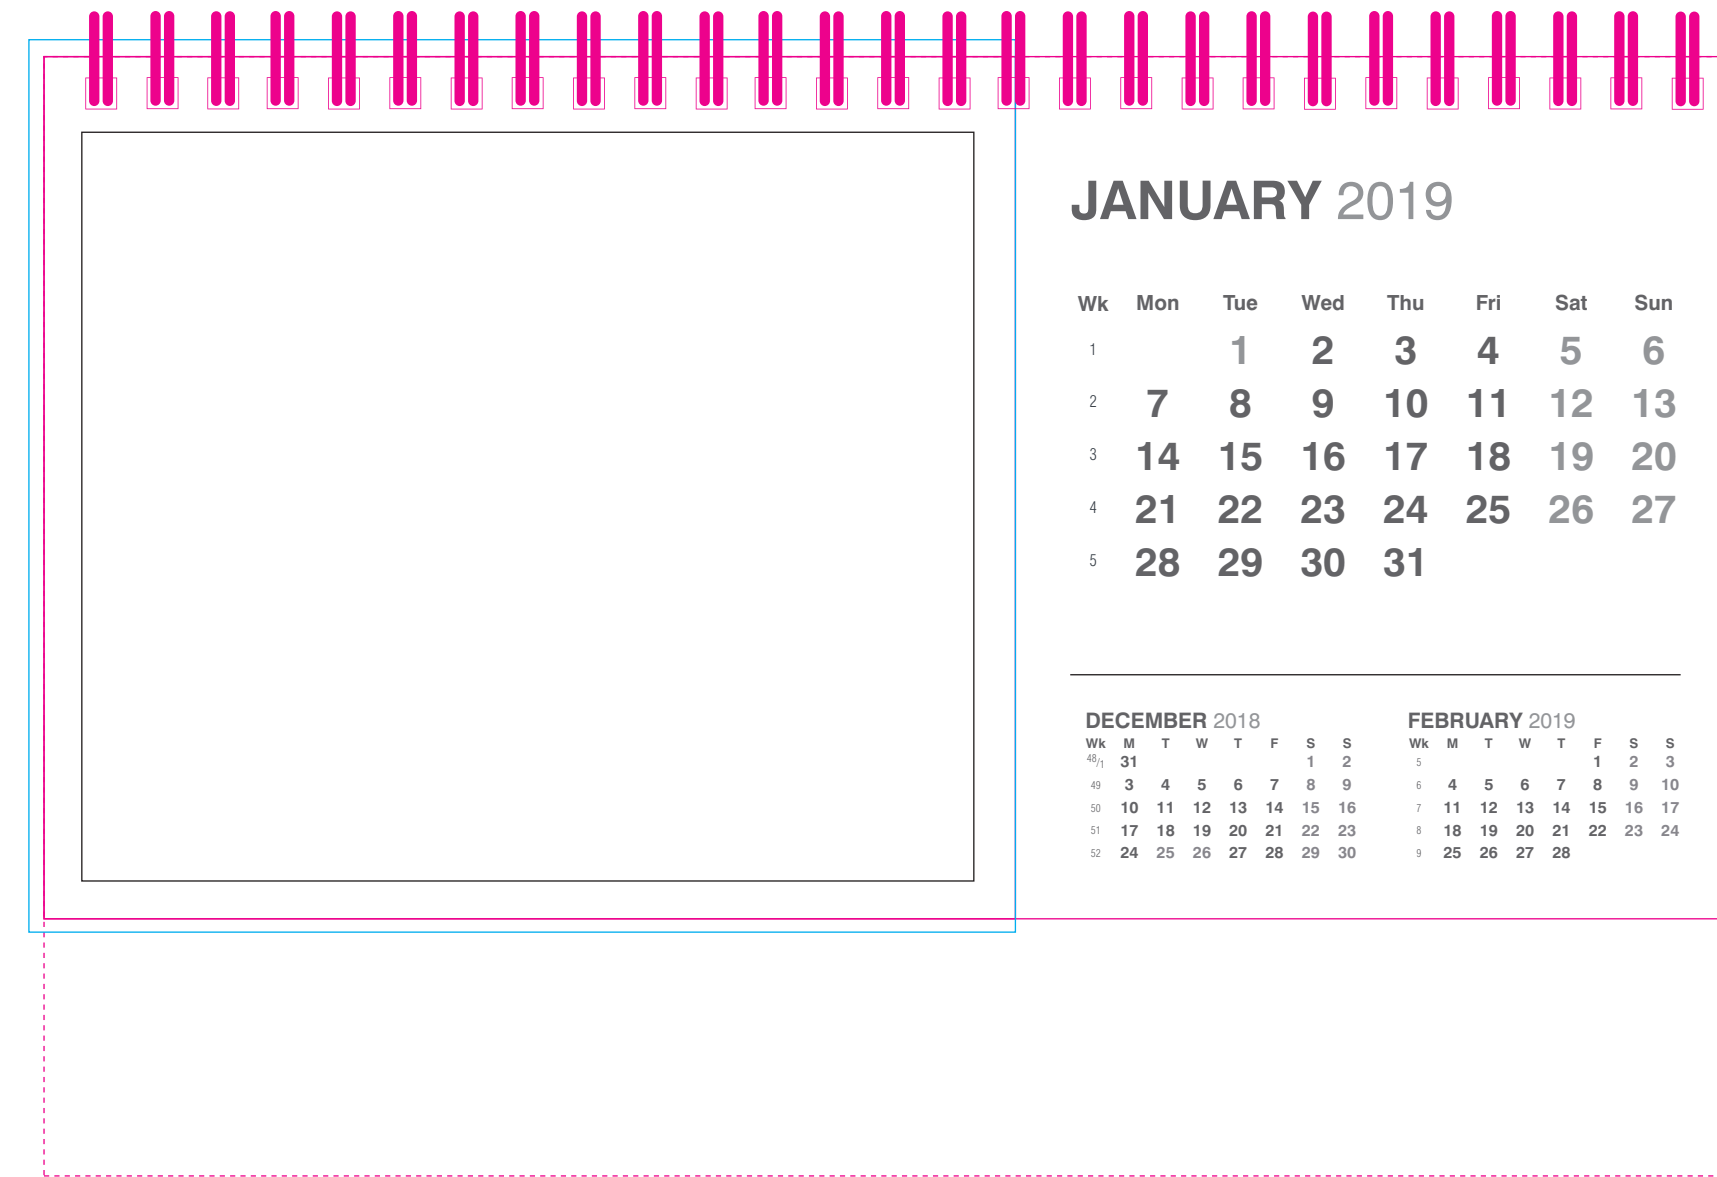 JANUARY 2019
Wk Mon Tue Wed Thu Fri Sat Sun
1 1 2 3 4 5 6
2 7 8 9 10 11 12 13
3 14 15 16 17 18 19 20
4 21 22 23 24 25 26 27
5 28 29 30 31
DECEMBER 2018
Wk M T W T F S S
48/1 31 1 2
49 3 4 5 6 7 8 9
50 10 11 12 13 14 15 16
51 17 18 19 20 21 22 23
52 24 25 26 27 28 29 30
FEBRUARY 2019
Wk M T W T F S S
5 1 2 3
6 4 5 6 7 8 9 10
7 11 12 13 14 15 16 17
8 18 19 20 21 22 23 24
9 25 26 27 28